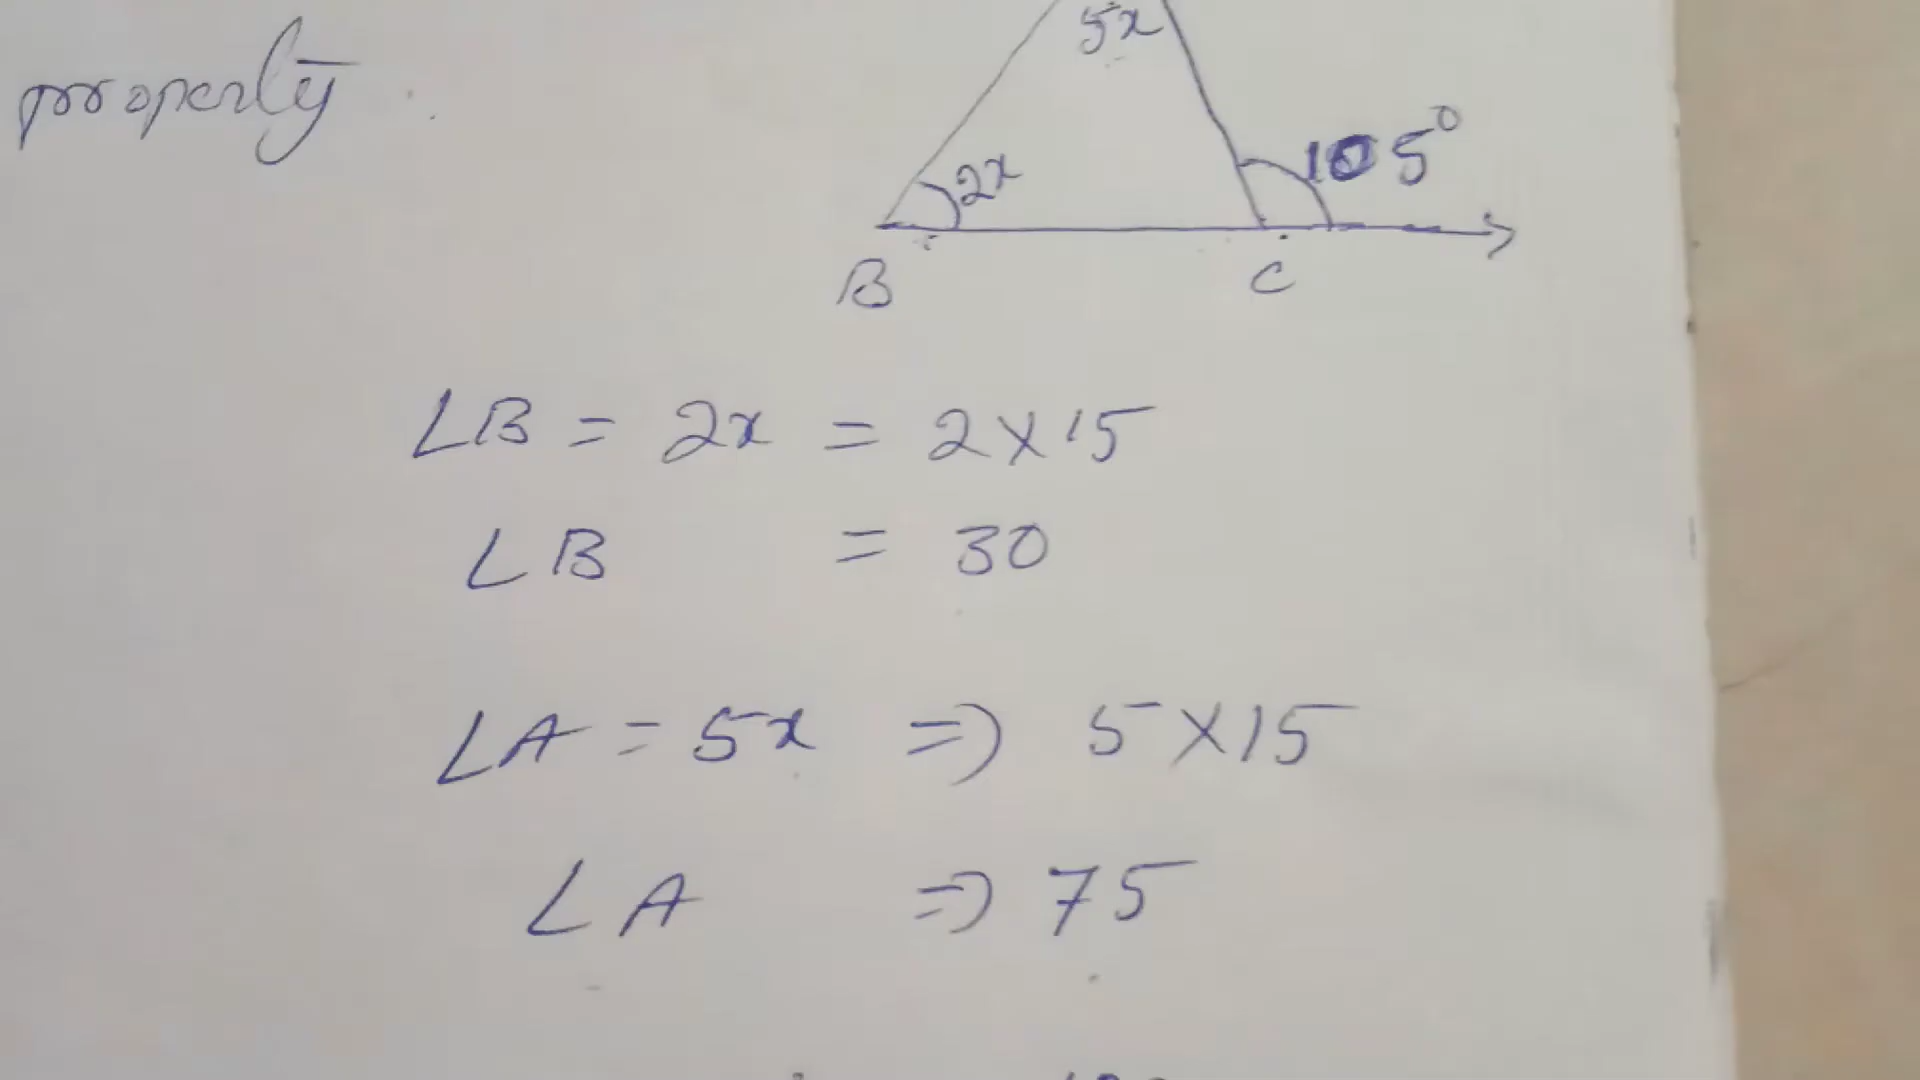 5x
property
105°
2x
B
C
∠B = 2x = 2×15
∠B = 30
∠A = 5x ⇒ 5×15
∠A ⇒ 75